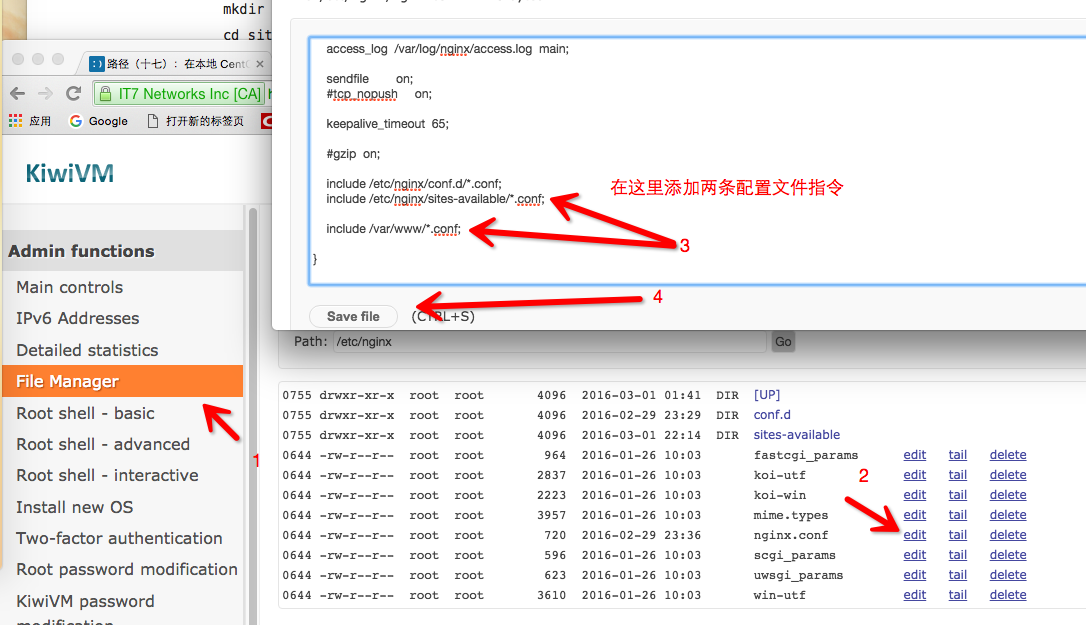 mkdir
cd sit
路径（十七）：在本地 Cent
IT7 Networks Inc [CA]
应用
Google
打开新的标签页
KiwiVM
Admin functions
Main controls
IPv6 Addresses
Detailed statistics
File Manager
Root shell - basic
Root shell - advanced
Root shell - interactive
Install new OS
Two-factor authentication
Root password modification
KiwiVM password
modification
1
access_log /var/log/nginx/access.log main;
sendfile on;
#tcp_nopush on;
keepalive_timeout 65;
#gzip on;
include /etc/nginx/conf.d/*.conf;
include /etc/nginx/sites-available/*.conf;
include /var/www/*.conf;
}
在这里添加两条配置文件指令
3
4
Save file (CTRL+S)
Path: /etc/nginx Go
0755 drwxr-xr-x root root 4096 2016-03-01 01:41 DIR [UP]
0755 drwxr-xr-x root root 4096 2016-02-29 23:29 DIR conf.d
0755 drwxr-xr-x root root 4096 2016-03-01 22:14 DIR sites-available
0644 -rw-r--r-- root root 964 2016-01-26 10:03 fastcgi_params edit tail delete
0644 -rw-r--r-- root root 2837 2016-01-26 10:03 koi-utf edit tail delete
0644 -rw-r--r-- root root 2223 2016-01-26 10:03 koi-win edit tail delete
0644 -rw-r--r-- root root 3957 2016-01-26 10:03 mime.types edit tail delete
0644 -rw-r--r-- root root 720 2016-02-29 23:36 nginx.conf edit tail delete
0644 -rw-r--r-- root root 596 2016-01-26 10:03 scgi_params edit tail delete
0644 -rw-r--r-- root root 623 2016-01-26 10:03 uwsgi_params edit tail delete
0644 -rw-r--r-- root root 3610 2016-01-26 10:03 win-utf edit tail delete
2